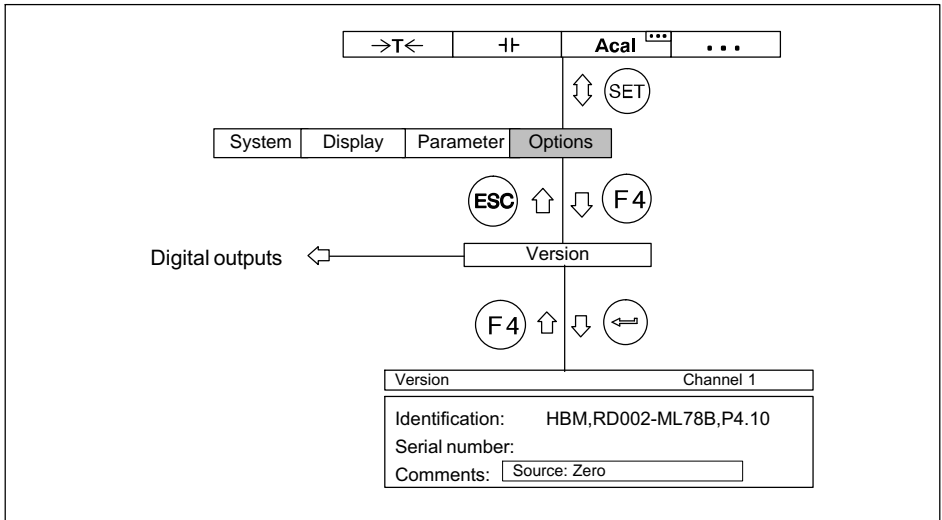 →T← ⊣⊢ Acal ... ...
SET
System Display Parameter Options
ESC F4
Digital outputs Version
F4
Version Channel 1
Identification: HBM,RD002-ML78B,P4.10
Serial number:
Comments: Source: Zero